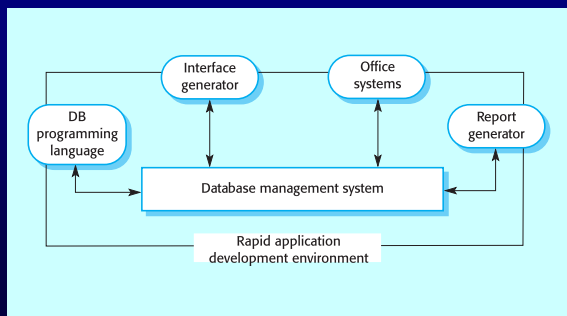 Interface
generator
Office
systems
DB
programming
language
Report
generator
Database management system
Rapid application
development environment